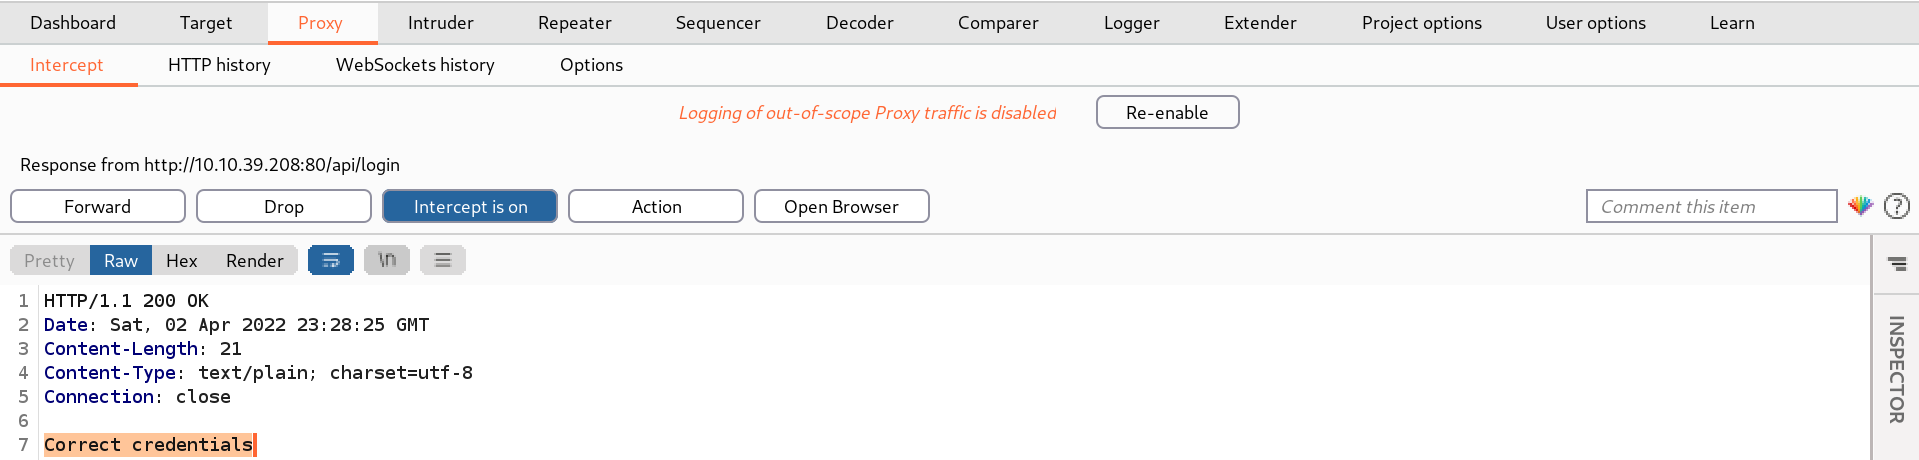 Dashboard Target Proxy Intruder Repeater Sequencer Decoder Comparer Logger Extender Project options User options Learn
Intercept HTTP history WebSockets history Options
Logging of out-of-scope Proxy traffic is disabled Re-enable
Response from http://10.10.39.208:80/api/login
Forward Drop Intercept is on Action Open Browser Comment this item ?
Pretty Raw Hex Render \n
INSPECTOR
1 HTTP/1.1 200 OK
2 Date: Sat, 02 Apr 2022 23:28:25 GMT
3 Content-Length: 21
4 Content-Type: text/plain; charset=utf-8
5 Connection: close
6
7 Correct credentials